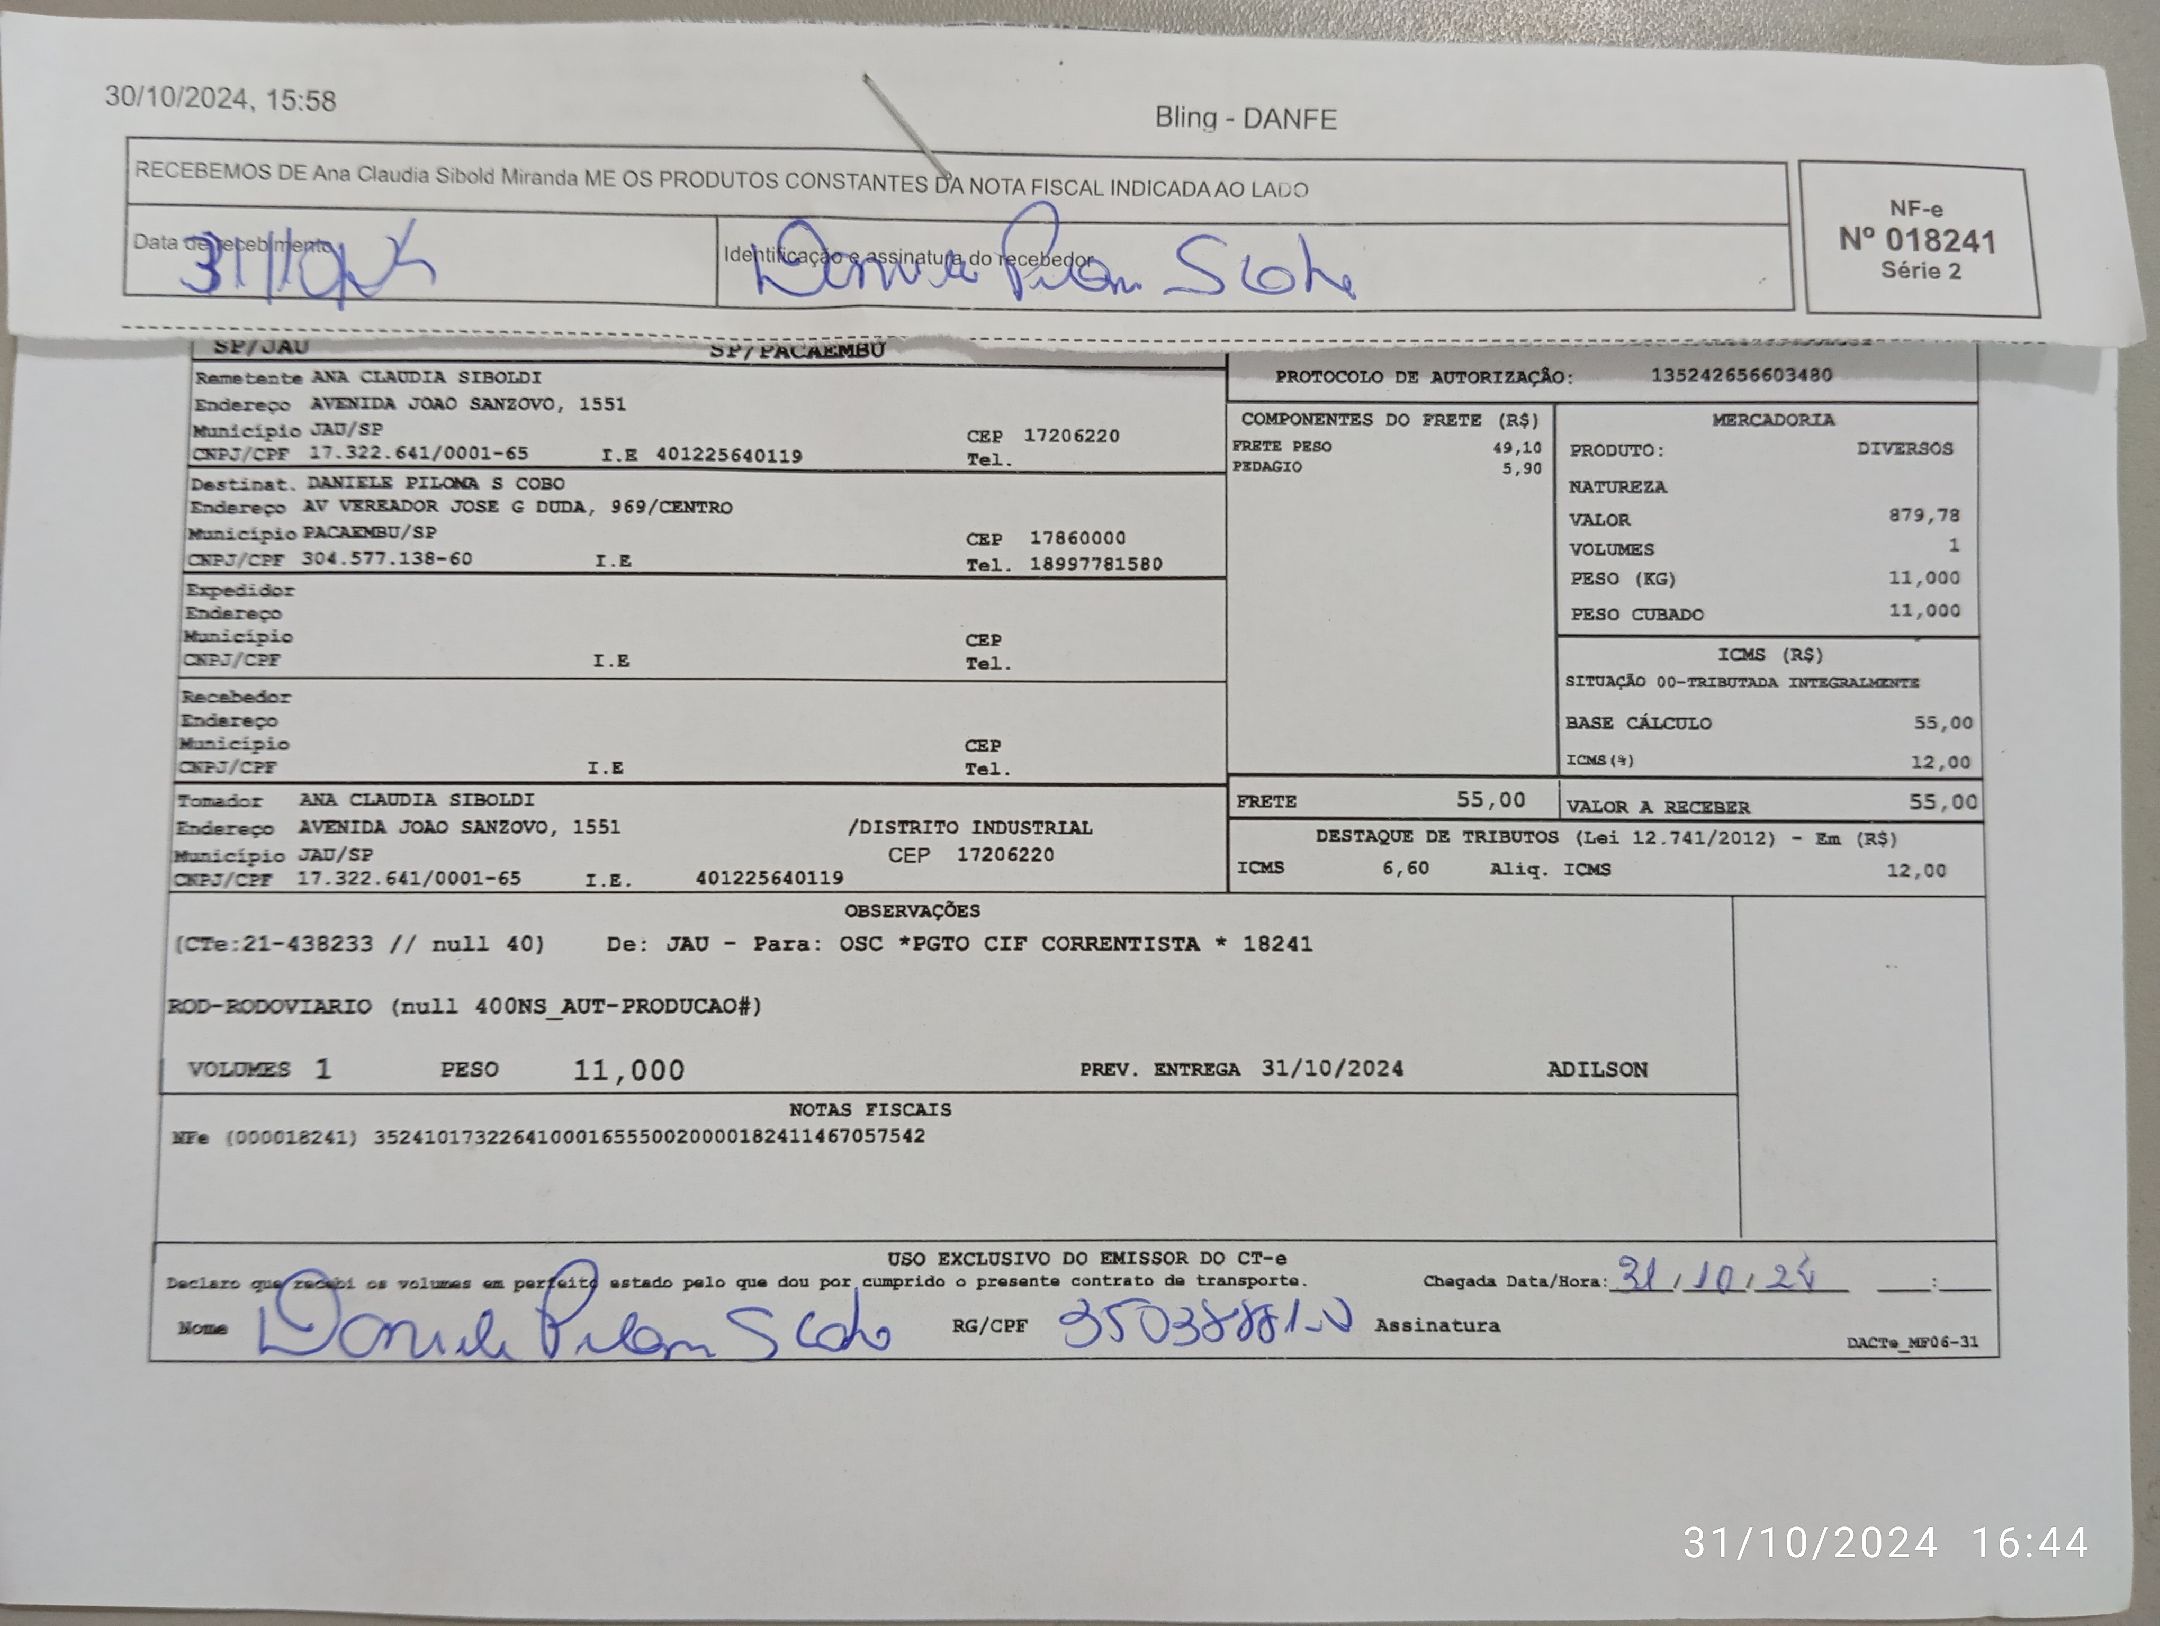 30/10/2024, 15:58
Bling - DANFE
RECEBEMOS DE Ana Claudia Sibold Miranda ME OS PRODUTOS CONSTANTES DA NOTA FISCAL INDICADA AO LADO
Data de recebimento
31/10/24
Identificação e assinatura do recebedor
NF-e
Nº 018241
Série 2
SP/JAU SP/PACAEMBU
Remetente ANA CLAUDIA SIBOLDI
Endereço AVENIDA JOAO SANZOVO, 1551
Município JAU/SP CEP 17206220
CNPJ/CPF 17.322.641/0001-65 I.E 401225640119 Tel.
Destinat. DANIELE PILOMA S COBO
Endereço AV VEREADOR JOSE G DUDA, 969/CENTRO
Município PACAEMBU/SP CEP 17860000
CNPJ/CPF 304.577.138-60 I.E Tel. 18997781580
Expedidor
Endereço
Município CEP
CNPJ/CPF I.E Tel.
Recebedor
Endereço
Município CEP
CNPJ/CPF I.E Tel.
Tomador ANA CLAUDIA SIBOLDI
Endereço AVENIDA JOAO SANZOVO, 1551 /DISTRITO INDUSTRIAL
Município JAU/SP CEP 17206220
CNPJ/CPF 17.322.641/0001-65 I.E. 401225640119
PROTOCOLO DE AUTORIZAÇÃO: 135242656603480
COMPONENTES DO FRETE (R$)
FRETE PESO 49,10
PEDAGIO 5,90
MERCADORIA
PRODUTO: DIVERSOS
NATUREZA
VALOR 879,78
VOLUMES 1
PESO (KG) 11,000
PESO CUBADO 11,000
ICMS (R$)
SITUAÇÃO 00-TRIBUTADA INTEGRALMENTE
BASE CÁLCULO 55,00
ICMS(%) 12,00
FRETE 55,00 VALOR A RECEBER 55,00
DESTAQUE DE TRIBUTOS (Lei 12.741/2012) - Em (R$)
ICMS 6,60 Aliq. ICMS 12,00
OBSERVAÇÕES
(CTe:21-438233 // null 40) De: JAU - Para: OSC *PGTO CIF CORRENTISTA * 18241
ROD-RODOVIARIO (null 400NS_AUT-PRODUCAO#)
VOLUMES 1 PESO 11,000 PREV. ENTREGA 31/10/2024 ADILSON
NOTAS FISCAIS
NFe (000018241) 35241017322641000165550020000182411467057542
USO EXCLUSIVO DO EMISSOR DO CT-e
Declaro que recebi os volumes em perfeito estado pelo que dou por cumprido o presente contrato de transporte. Chegada Data/Hora: 31/10/24 :
Nome RG/CPF Assinatura
DACTe_MF06-31
31/10/2024 16:44